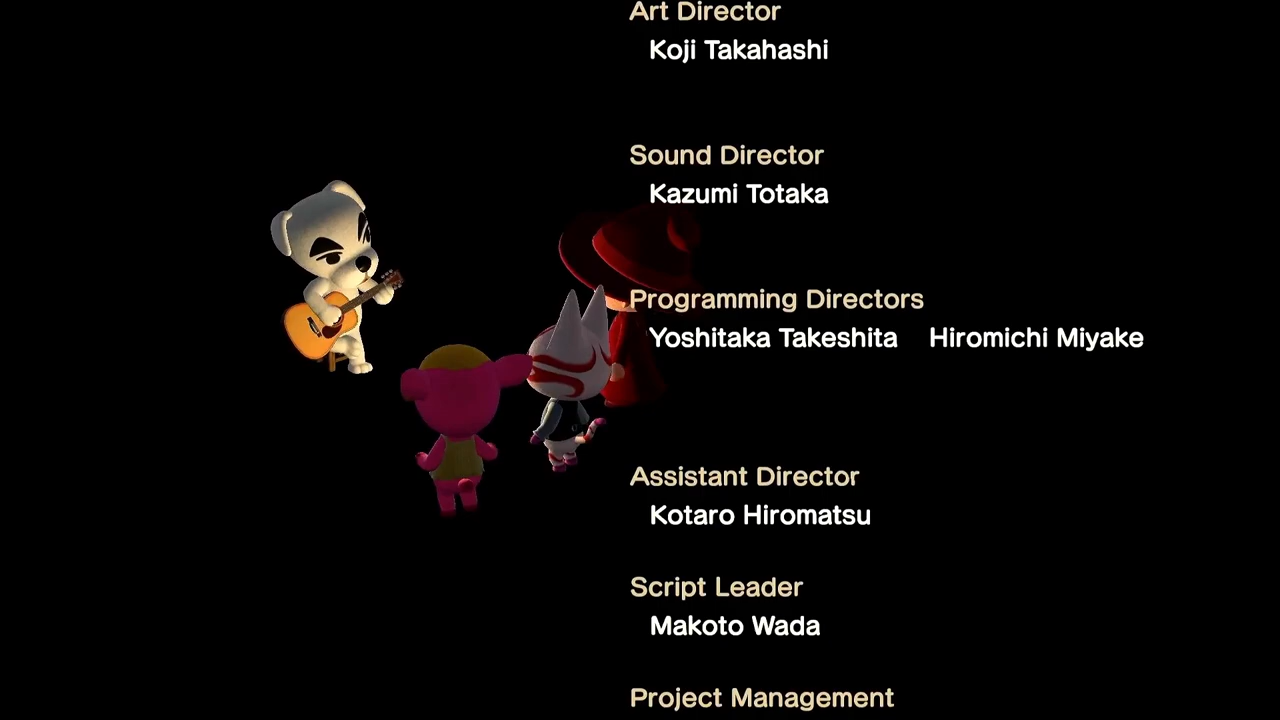 Art Director
Koji Takahashi
Sound Director
Kazumi Totaka
Programming Directors
Yoshitaka Takeshita Hiromichi Miyake
Assistant Director
Kotaro Hiromatsu
Script Leader
Makoto Wada
Project Management